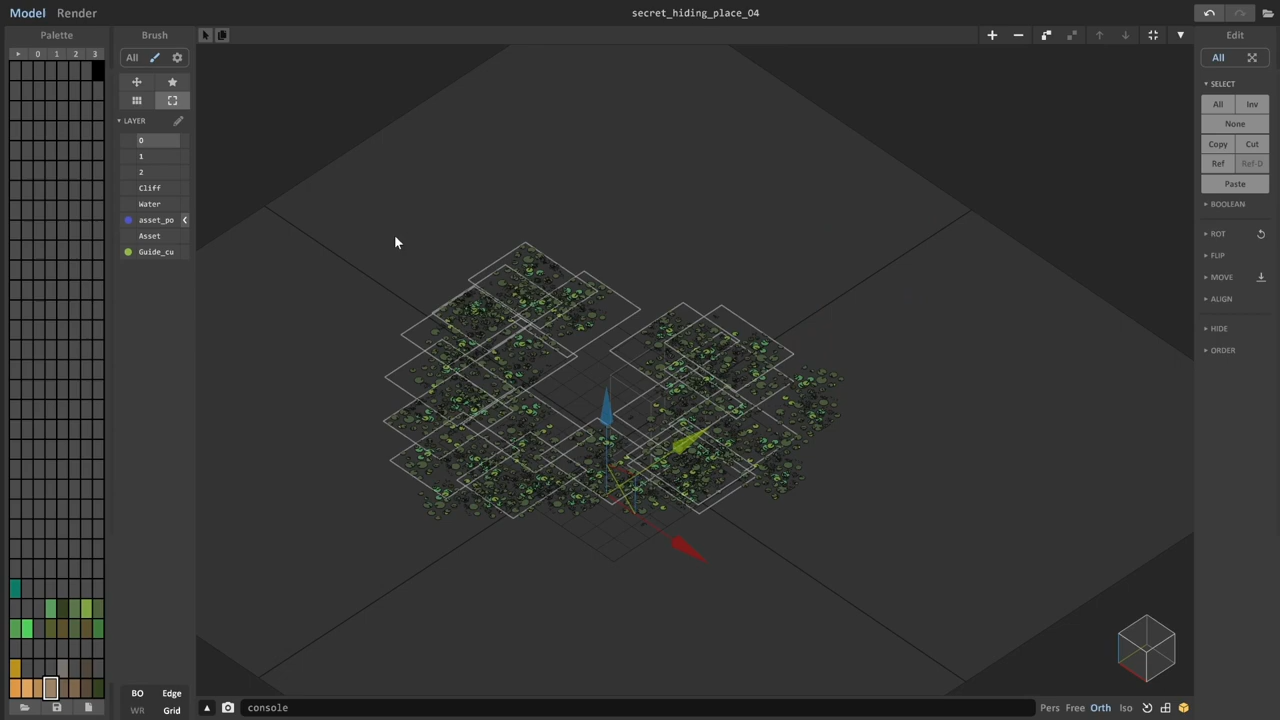 Model Render
secret_hiding_place_04
Palette
0 1 2 3
Brush
All
LAYER
0
1
2
Cliff
Water
asset_po
Asset
Guide_cu
BO Edge
WR Grid
console
Pers Free Orth Iso
Edit
All
SELECT
All Inv
None
Copy Cut
Ref Ref-D
Paste
BOOLEAN
ROT
FLIP
MOVE
ALIGN
HIDE
ORDER